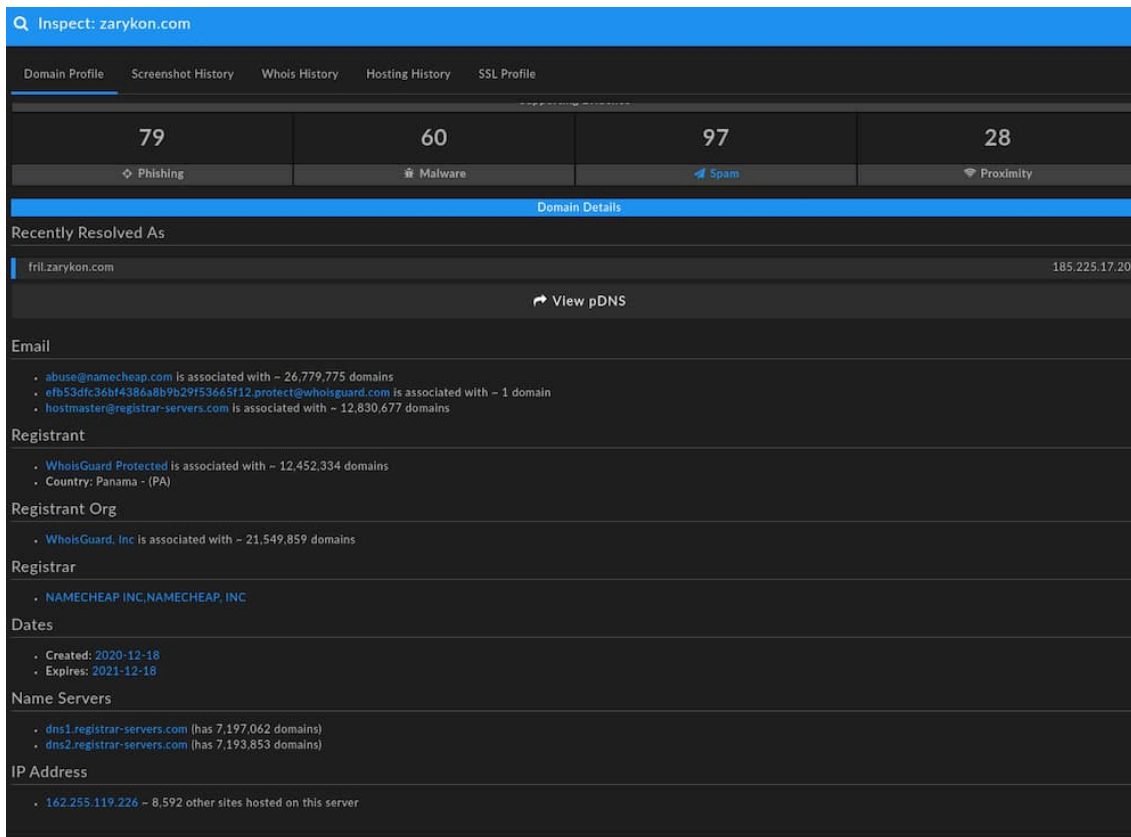 Inspect: zarykon.com
Domain Profile Screenshot History Whois History Hosting History SSL Profile
79 60 97 28
Phishing Malware Spam Proximity
Domain Details
Recently Resolved As
fril.zarykon.com 185.225.17.20
View pDNS
Email
abuse@namecheap.com is associated with ~ 26,779,775 domains
efb53dfc36bf4386a8b9b29f53665f12.protect@whoisguard.com is associated with ~ 1 domain
hostmaster@registrar-servers.com is associated with ~ 12,830,677 domains
Registrant
WhoisGuard Protected is associated with ~ 12,452,334 domains
Country: Panama - (PA)
Registrant Org
WhoisGuard, Inc is associated with ~ 21,549,859 domains
Registrar
NAMECHEAP INC,NAMECHEAP, INC
Dates
Created: 2020-12-18
Expires: 2021-12-18
Name Servers
dns1.registrar-servers.com (has 7,197,062 domains)
dns2.registrar-servers.com (has 7,193,853 domains)
IP Address
162.255.119.226 ~ 8,592 other sites hosted on this server